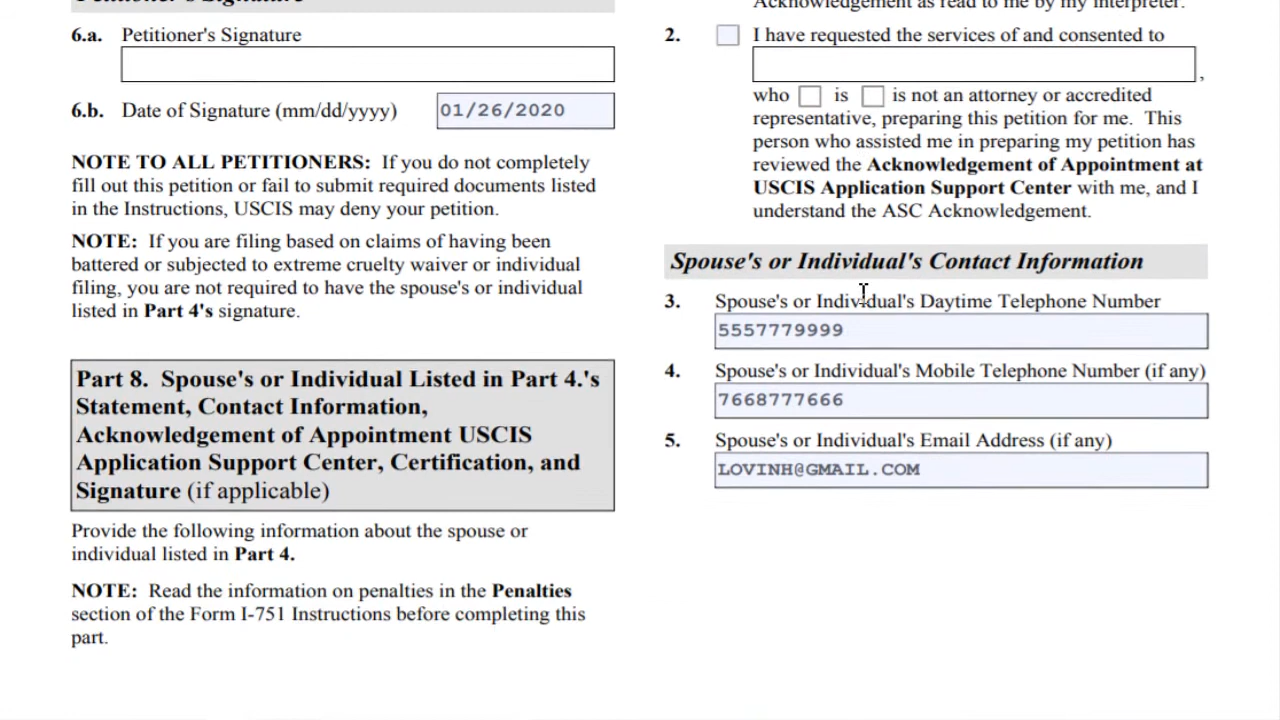 Petitioner's Signature
6.a. Petitioner's Signature
6.b. Date of Signature (mm/dd/yyyy) 01/26/2020
NOTE TO ALL PETITIONERS: If you do not completely
fill out this petition or fail to submit required documents listed
in the Instructions, USCIS may deny your petition.
NOTE: If you are filing based on claims of having been
battered or subjected to extreme cruelty waiver or individual
filing, you are not required to have the spouse's or individual
listed in Part 4's signature.
Part 8. Spouse's or Individual Listed in Part 4.'s
Statement, Contact Information,
Acknowledgement of Appointment USCIS
Application Support Center, Certification, and
Signature (if applicable)
Provide the following information about the spouse or
individual listed in Part 4.
NOTE: Read the information on penalties in the Penalties
section of the Form I-751 Instructions before completing this
part.
Acknowledgement as read to me by my interpreter.
2. I have requested the services of and consented to
,
who is is not an attorney or accredited
representative, preparing this petition for me. This
person who assisted me in preparing my petition has
reviewed the Acknowledgement of Appointment at
USCIS Application Support Center with me, and I
understand the ASC Acknowledgement.
Spouse's or Individual's Contact Information
3. Spouse's or Individual's Daytime Telephone Number
5557779999
4. Spouse's or Individual's Mobile Telephone Number (if any)
7668777666
5. Spouse's or Individual's Email Address (if any)
LOVINH@GMAIL.COM